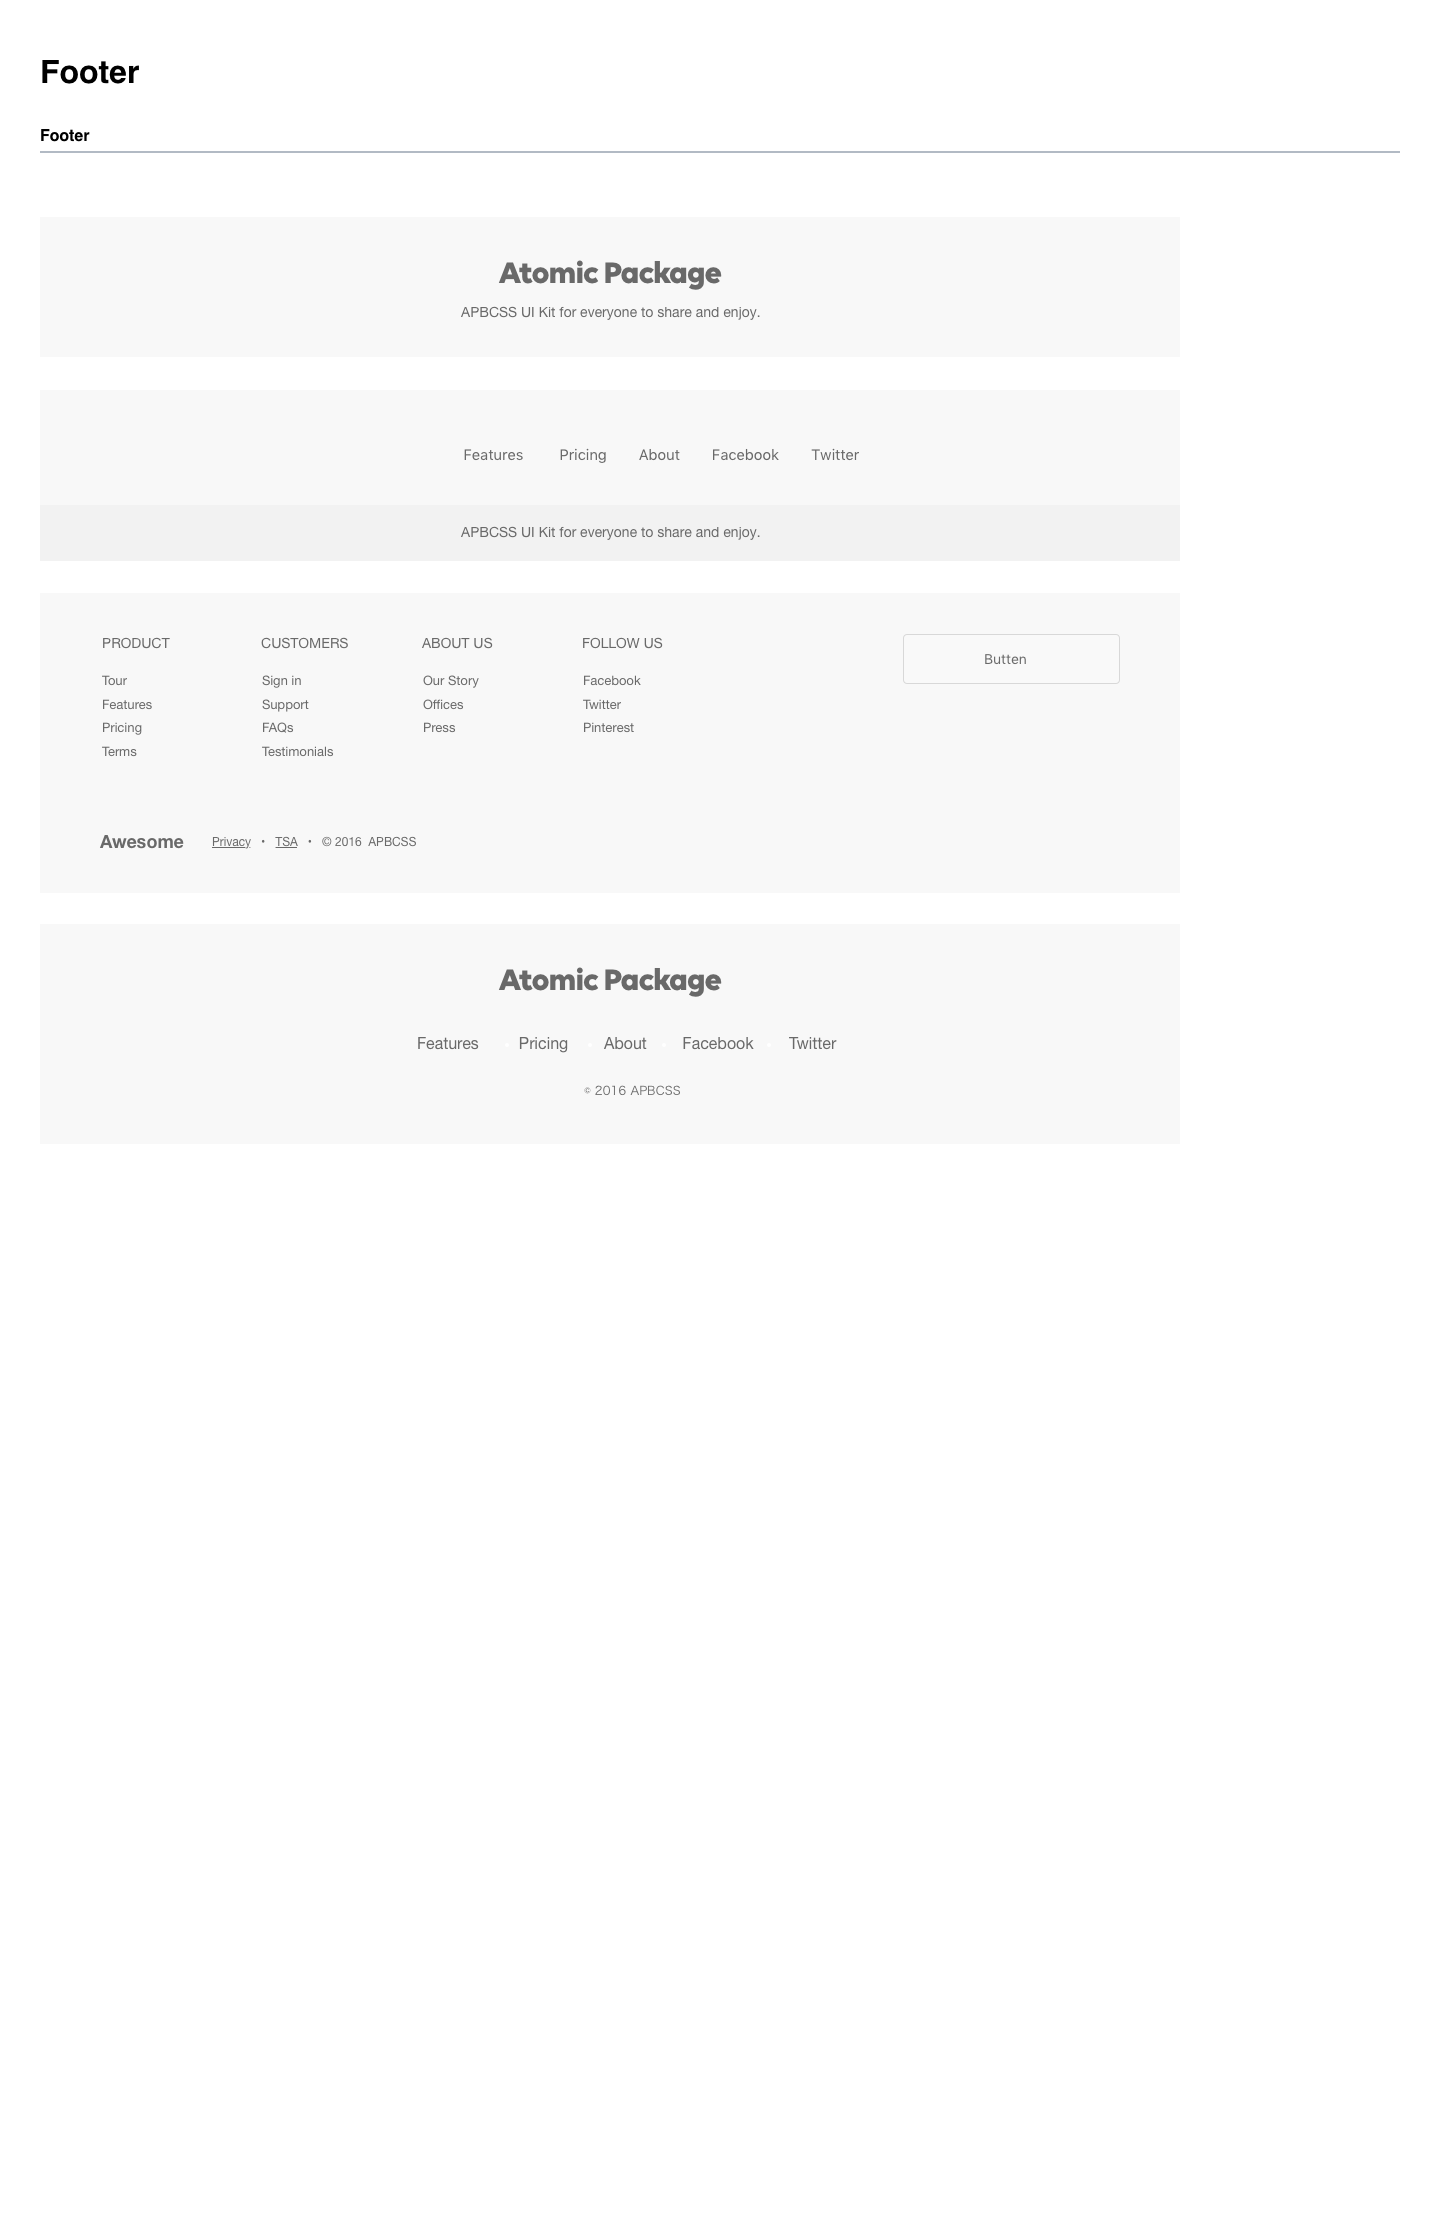 Footer
Footer
Atomic Package
APBCSS UI Kit for everyone to share and enjoy.
Features Pricing About Facebook Twitter
APBCSS UI Kit for everyone to share and enjoy.
PRODUCT CUSTOMERS ABOUT US FOLLOW US Butten
Tour Sign in Our Story Facebook
Features Support Offices Twitter
Pricing FAQs Press Pinterest
Terms Testimonials
Awesome Privacy • TSA • © 2016 APBCSS
Atomic Package
Features Pricing About Facebook Twitter
© 2016 APBCSS